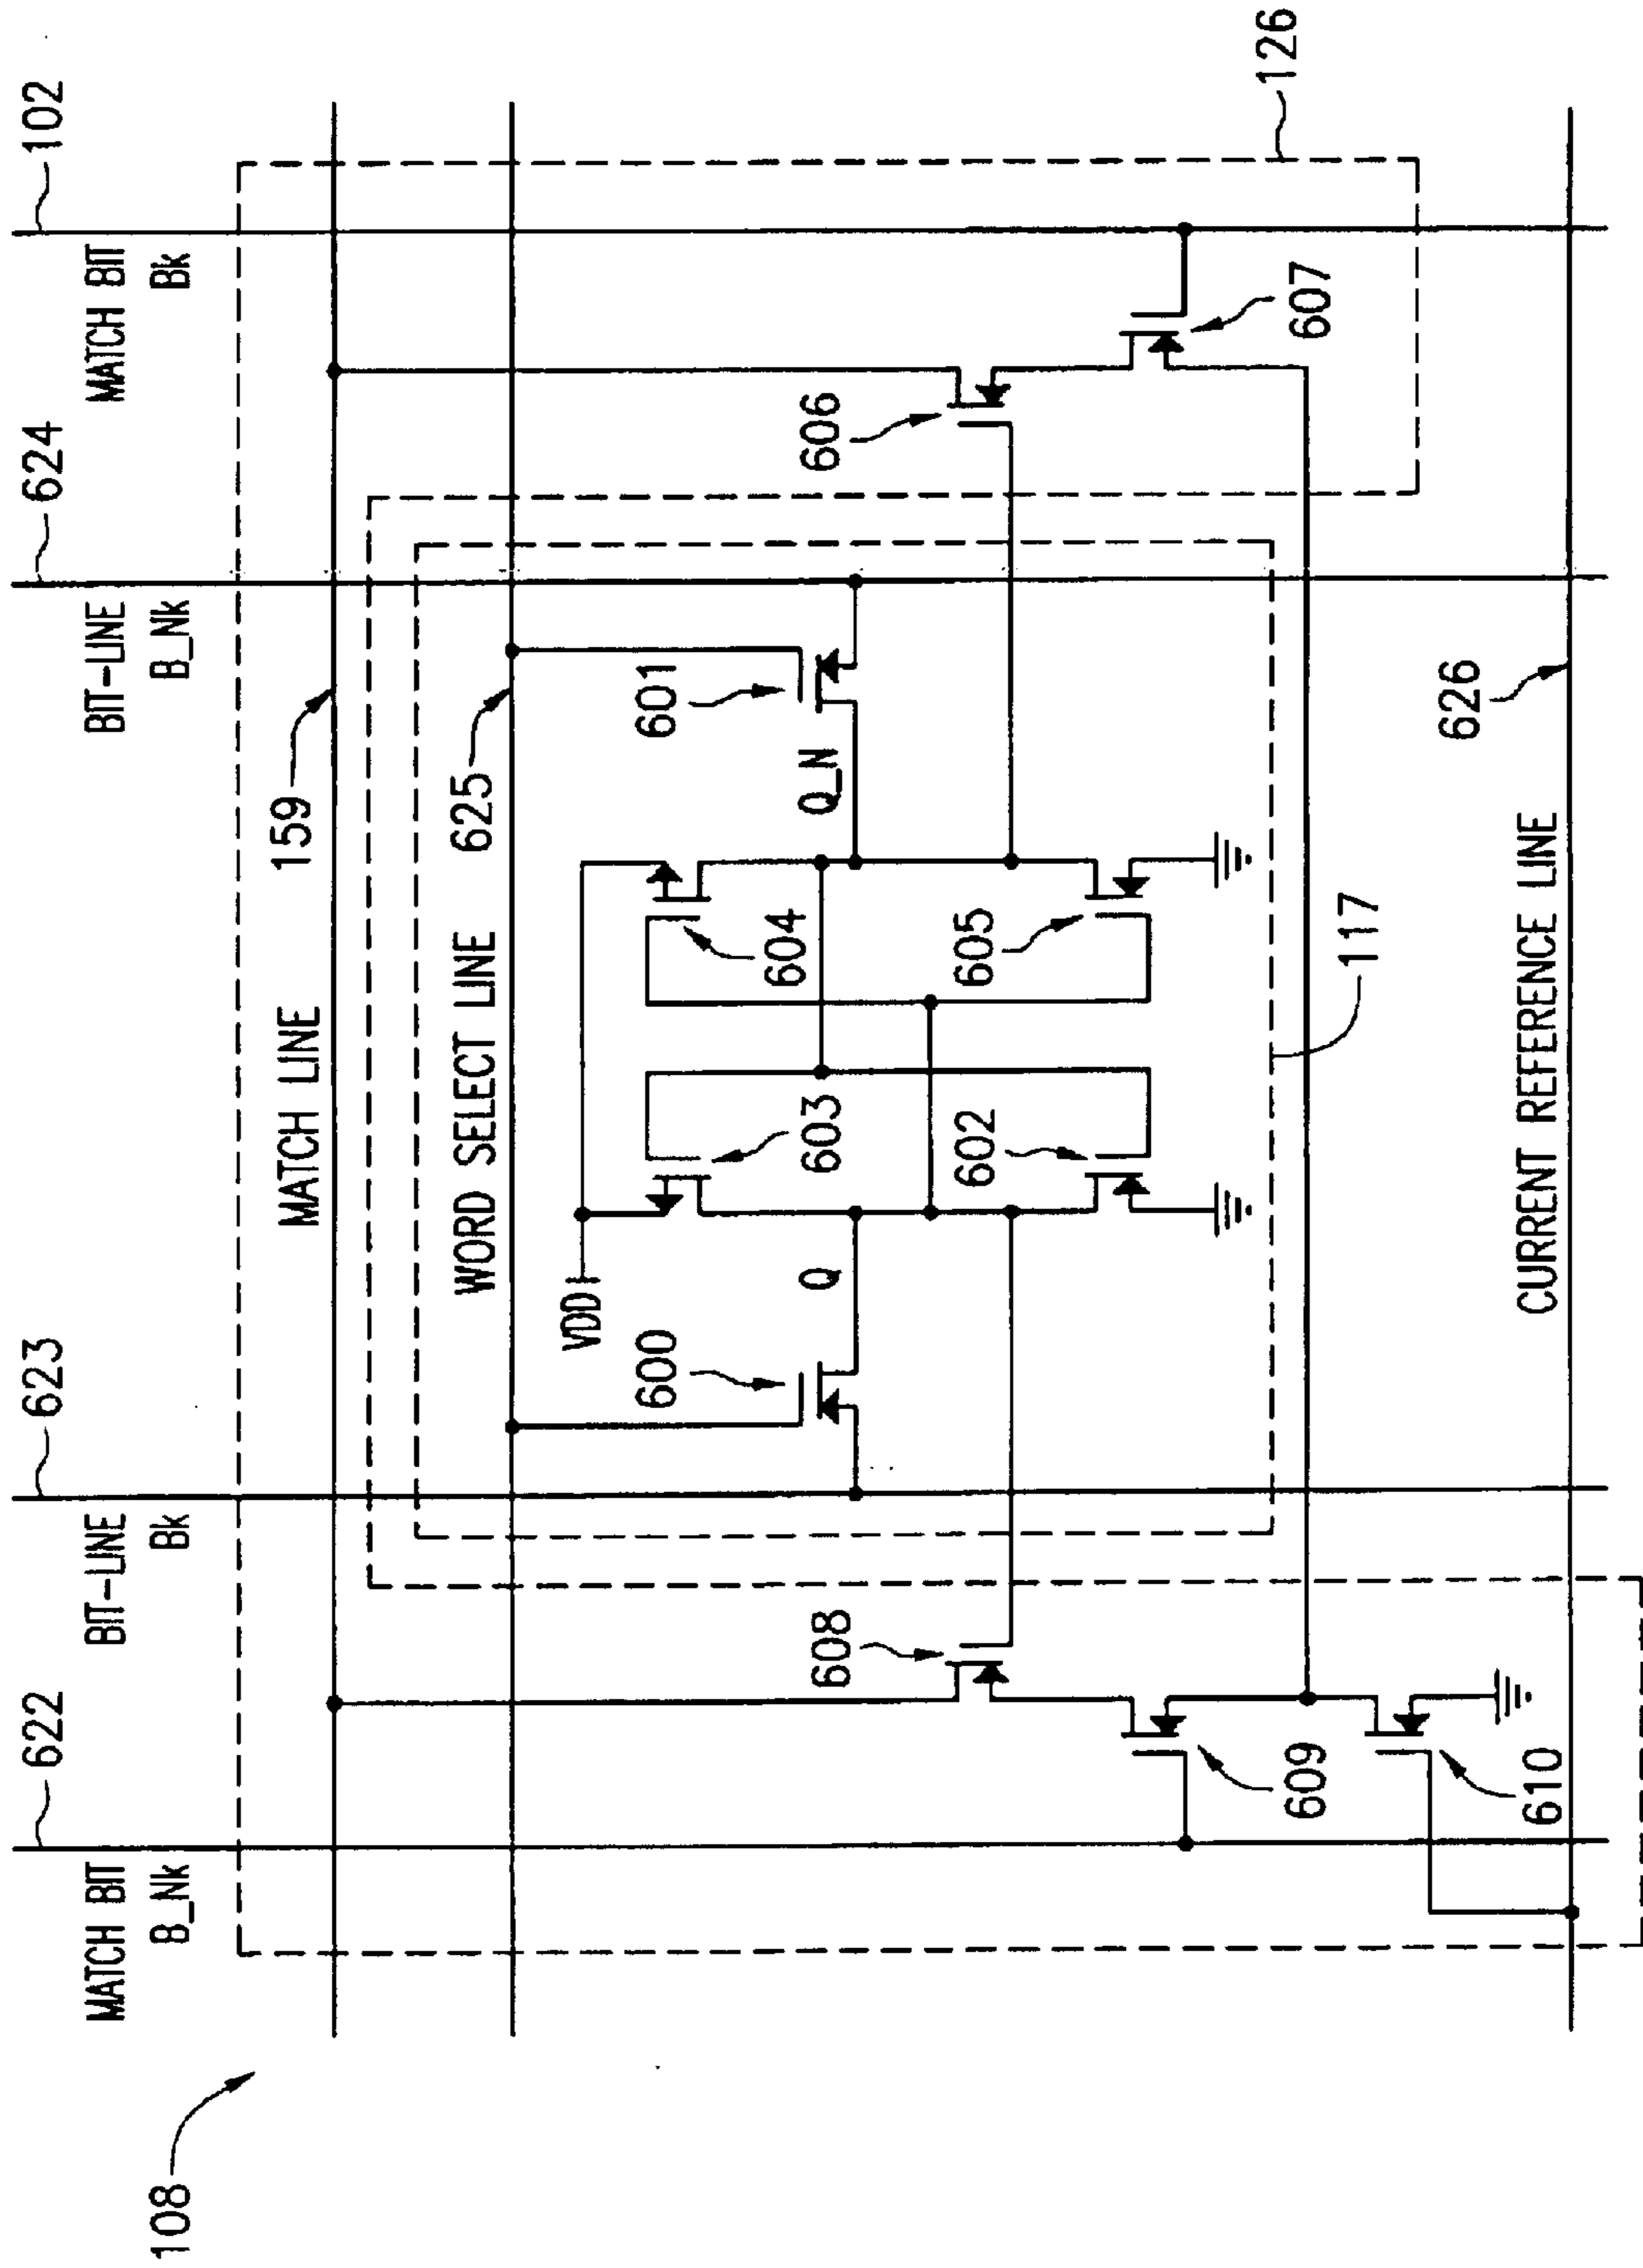 108
622
623
624
102
MATCH BIT
B_Nk
BIT-LINE
Bk
BIT-LINE
B_Nk
MATCH BIT
Bk
MATCH LINE
159
WORD SELECT LINE
625
VDD
600
603
604
601
Q
Q_N
608
606
602
605
609
607
610
117
126
CURRENT REFERENCE LINE
626